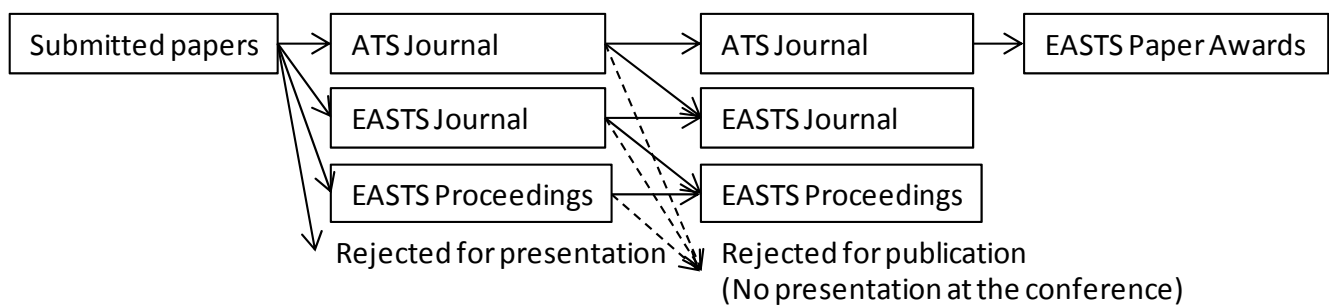 Submitted papers
ATS Journal
ATS Journal
EASTS Paper Awards
EASTS Journal
EASTS Journal
EASTS Proceedings
EASTS Proceedings
Rejected for presentation
Rejected for publication
(No presentation at the conference)